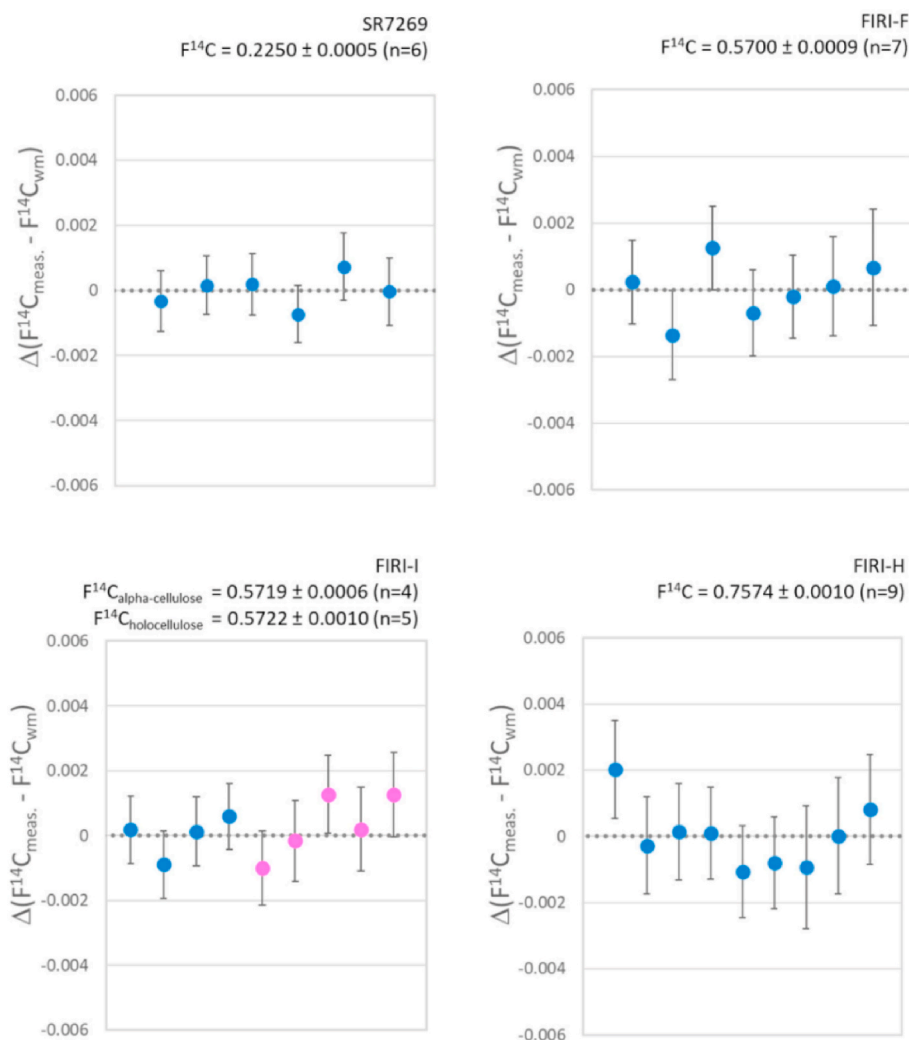 SR7269
F¹⁴C = 0.2250 ± 0.0005 (n=6)
0.006
0.004
0.002
0
-0.002
-0.004
-0.006
Δ(F¹⁴Cmeas. - F¹⁴Cwm)
FIRI-F
F¹⁴C = 0.5700 ± 0.0009 (n=7)
0.006
0.004
0.002
0
-0.002
-0.004
-0.006
Δ(F¹⁴Cmeas. - F¹⁴Cwm)
FIRI-I
F¹⁴Calpha-cellulose = 0.5719 ± 0.0006 (n=4)
F¹⁴Cholocellulose = 0.5722 ± 0.0010 (n=5)
0.006
0.004
0.002
0
-0.002
-0.004
-0.006
Δ(F¹⁴Cmeas. - F¹⁴Cwm)
FIRI-H
F¹⁴C = 0.7574 ± 0.0010 (n=9)
0.006
0.004
0.002
0
-0.002
-0.004
-0.006
Δ(F¹⁴Cmeas. - F¹⁴Cwm)